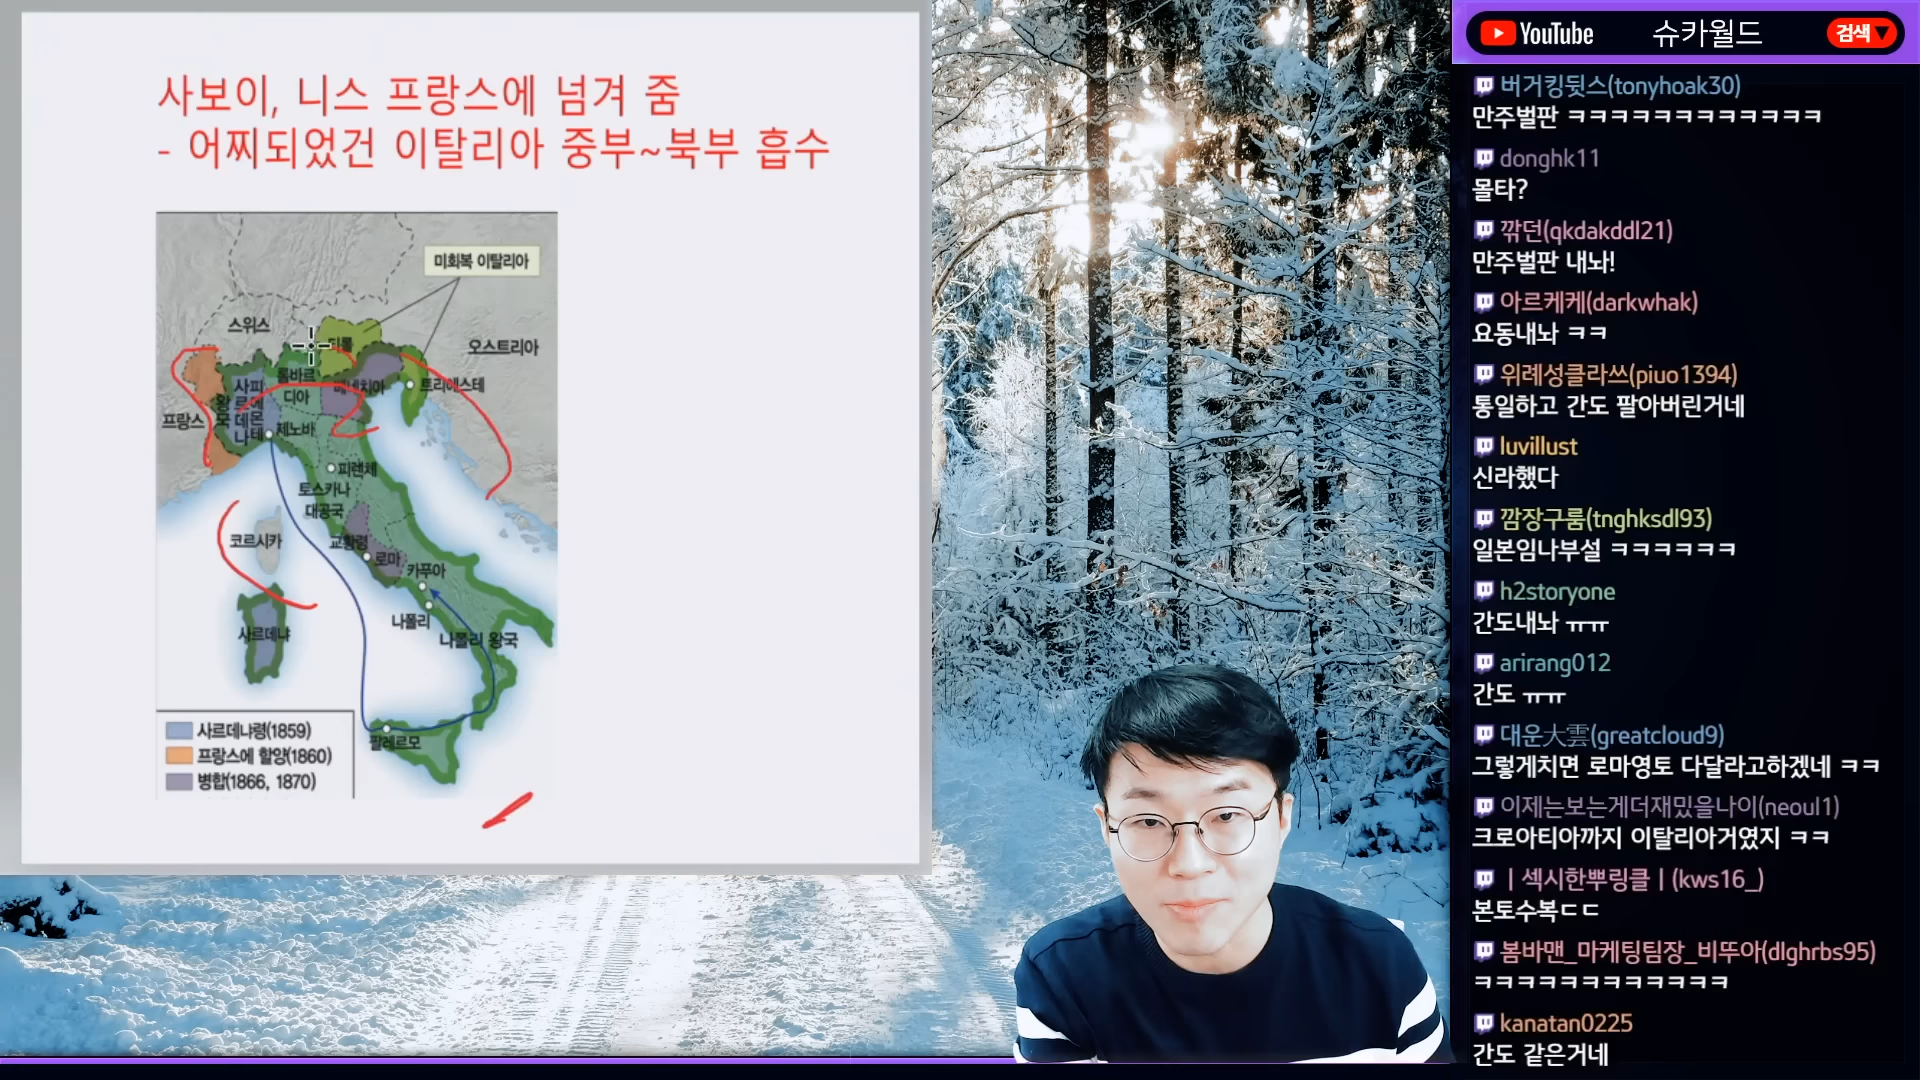 사보이, 니스 프랑스에 넘겨 줌
- 어찌되었건 이탈리아 중부~북부 흡수
미회복 이탈리아
스위스
티롤
오스트리아
롬바르
디아
베네치아
트리에스테
사피
왕르에
국데몬
나테
프랑스
제노바
피렌체
토스카나
대공국
코르시카
교황령
로마
카푸아
나폴리
나폴리 왕국
사르데냐
팔레르모
사르데냐령(1859)
프랑스에 할양(1860)
병합(1866, 1870)
YouTube 슈카월드 검색▼
버거킹뒷스(tonyhoak30)
만주벌판 ㅋㅋㅋㅋㅋㅋㅋㅋㅋㅋㅋㅋ
donghk11
몰타?
깎던(qkdakddl21)
만주벌판 내놔!
아르케케(darkwhak)
요동내놔 ㅋㅋ
위례성클라쓰(piuo1394)
통일하고 간도 팔아버린거네
luvillust
신라했다
깜장구룸(tnghksdl93)
일본임나부설 ㅋㅋㅋㅋㅋㅋ
h2storyone
간도내놔 ㅠㅠ
arirang012
간도 ㅠㅠ
대운大雲(greatcloud9)
그렇게치면 로마영토 다달라고하겠네 ㅋㅋ
이제는보는게더재밌을나이(neoul1)
크로아티아까지 이탈리아거였지 ㅋㅋ
ㅣ섹시한뿌링클ㅣ(kws16_)
본토수복ㄷㄷ
봄바맨_마케팅팀장_비뚜아(dlghrbs95)
ㅋㅋㅋㅋㅋㅋㅋㅋㅋㅋㅋㅋ
kanatan0225
간도 같은거네